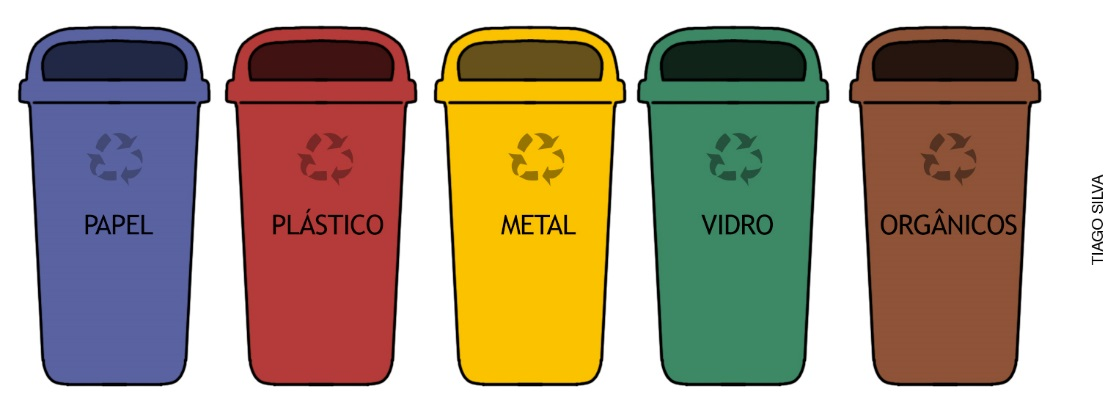 PAPEL
PLÁSTICO
METAL
VIDRO
ORGÂNICOS
TIAGO SILVA